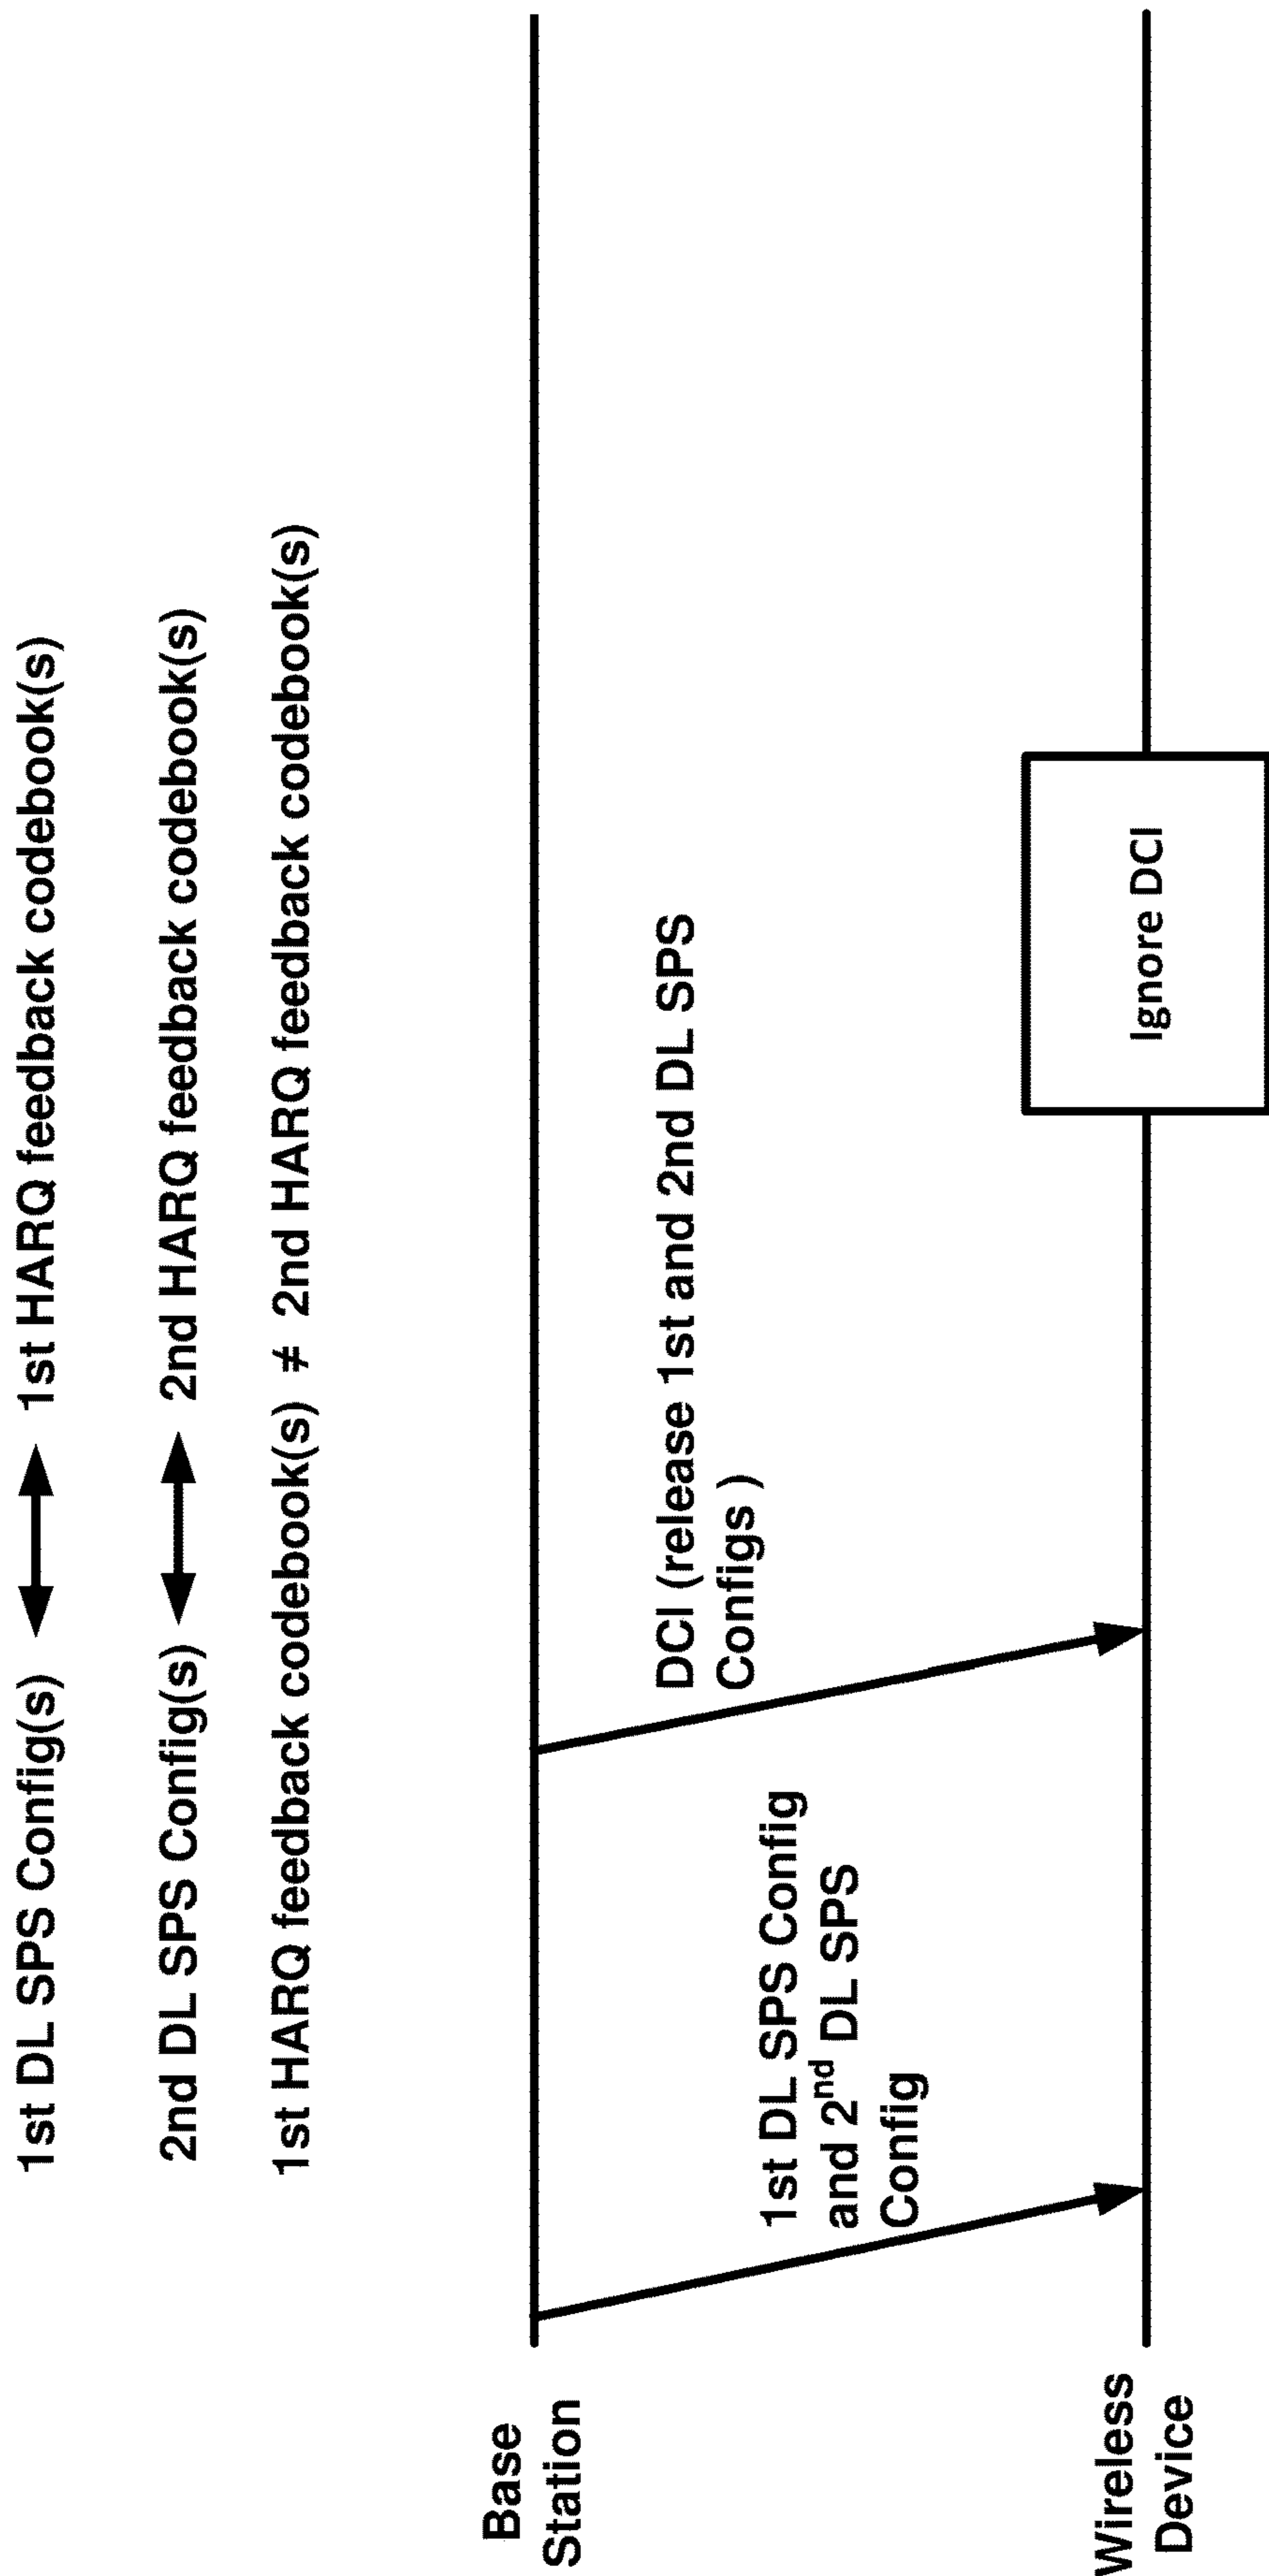 1st DL SPS Config(s) 1st HARQ feedback codebook(s)
2nd DL SPS Config(s) 2nd HARQ feedback codebook(s)
1st HARQ feedback codebook(s) ≠ 2nd HARQ feedback codebook(s)
Base
Station
1st DL SPS Config
and 2nd DL SPS
Config
DCI (release 1st and 2nd DL SPS
Configs )
Wireless
Device
Ignore DCI